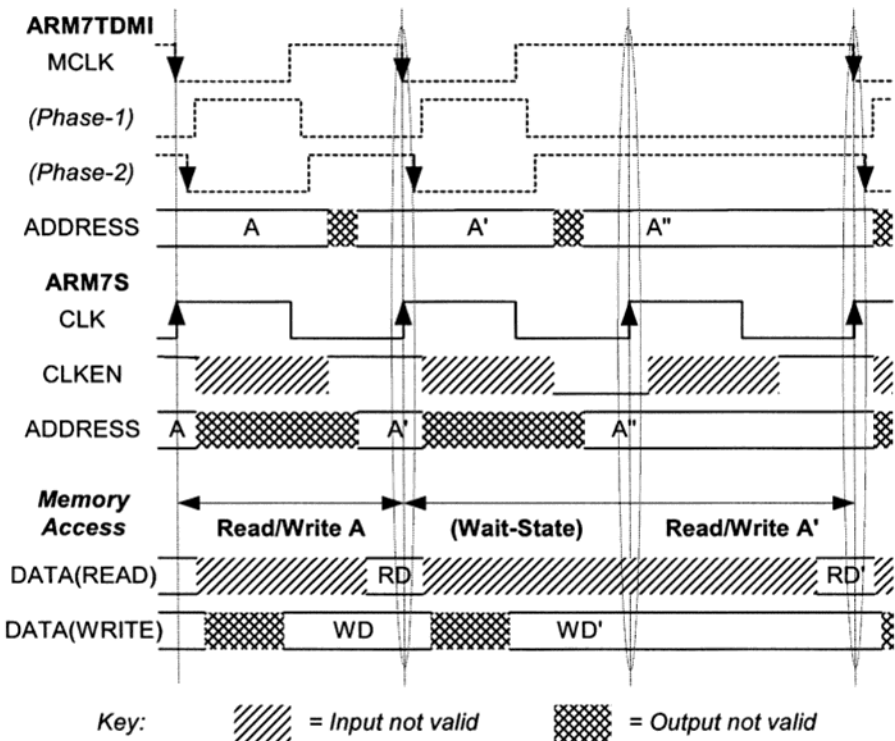 ARM7TDMI
MCLK
(Phase-1)
(Phase-2)
ADDRESS A A' A"
ARM7S
CLK
CLKEN
ADDRESS A A' A"
Memory
Access
Read/Write A (Wait-State) Read/Write A'
DATA(READ) RD RD'
DATA(WRITE) WD WD'
Key: = Input not valid = Output not valid